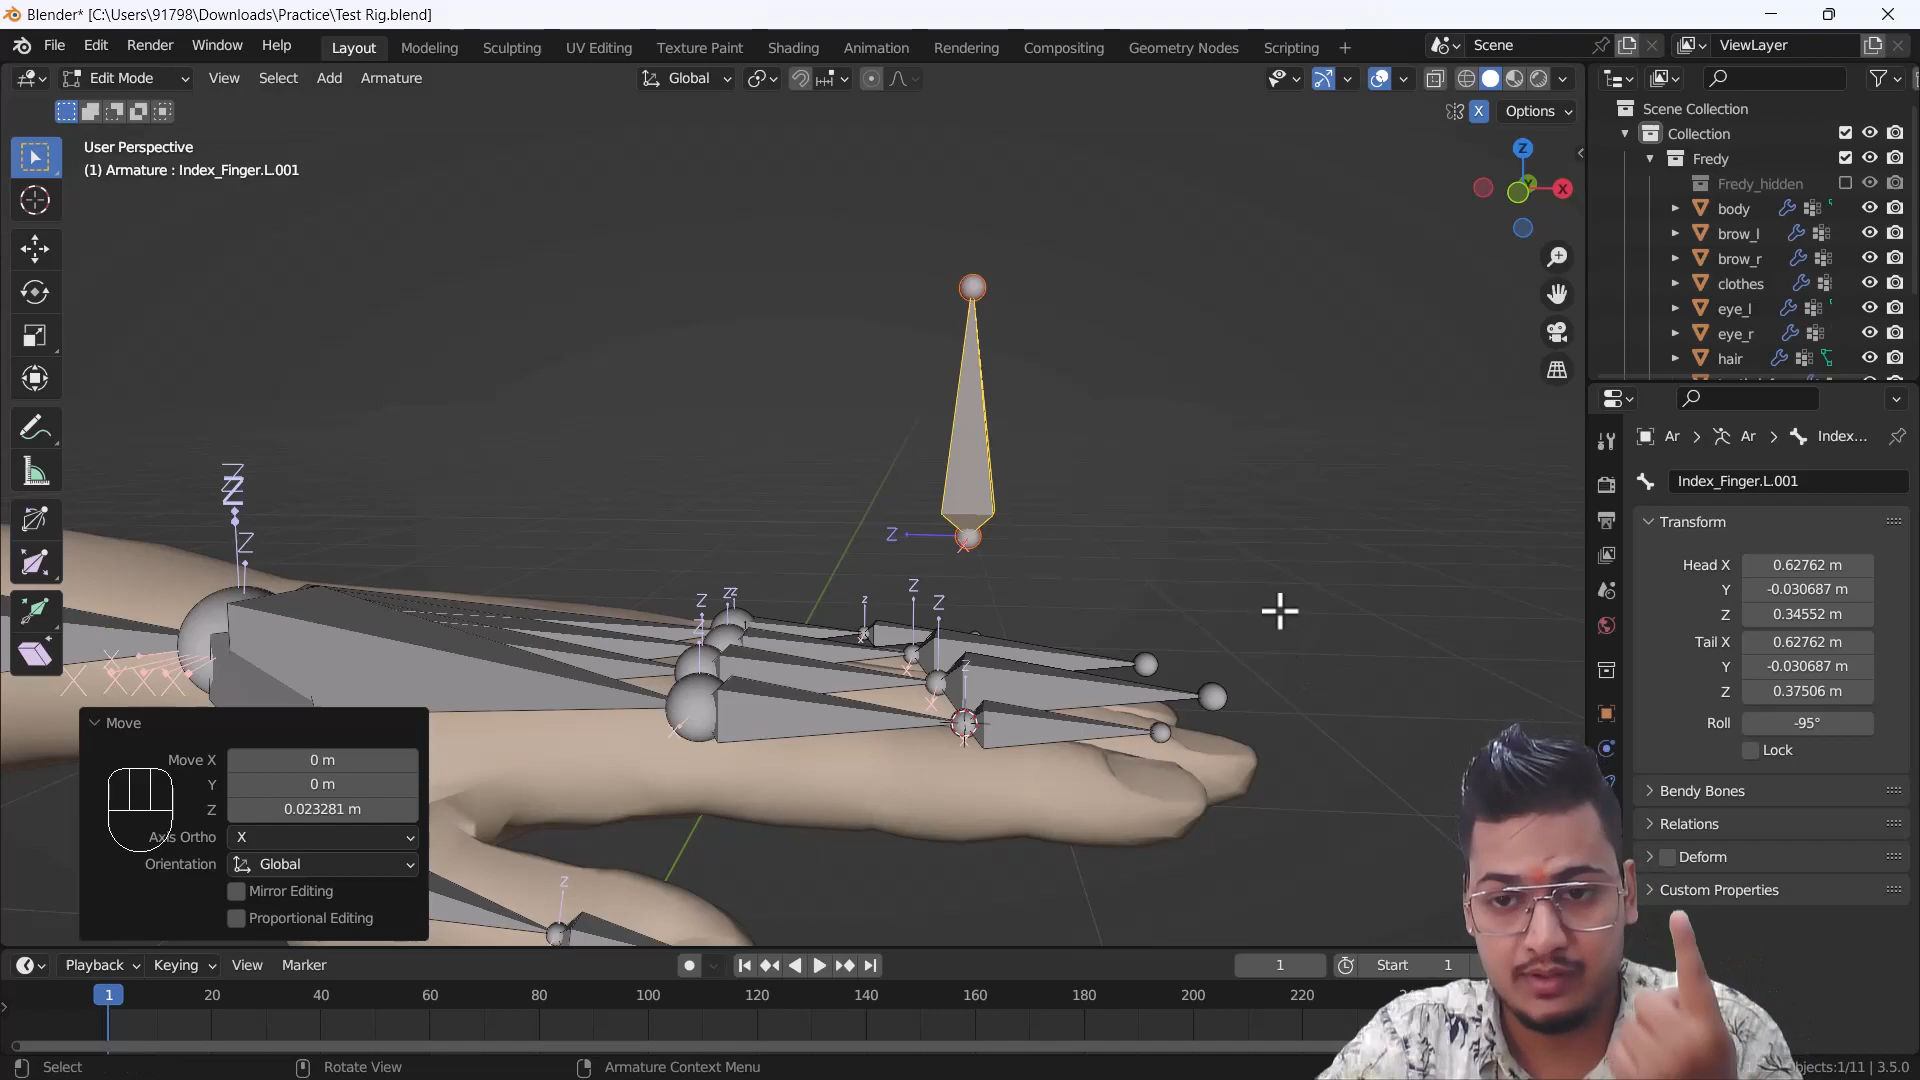 Blender* [C:\Users\91798\Downloads\Practice\Test Rig.blend]
File Edit Render Window Help
Layout Modeling Sculpting UV Editing Texture Paint Shading Animation Rendering Compositing Geometry Nodes Scripting +
Scene
ViewLayer
Edit Mode View Select Add Armature
Global
X Options
User Perspective
(1) Armature : Index_Finger.L.001
Scene Collection
Collection
Fredy
Fredy_hidden
body
brow_l
brow_r
clothes
eye_l
eye_r
hair
Z
X
Ar > Ar > Index...
Index_Finger.L.001
Transform
Head X 0.62762 m
Y -0.030687 m
Z 0.34552 m
Tail X 0.62762 m
Y -0.030687 m
Z 0.37506 m
Roll -95°
Lock
Bendy Bones
Relations
Deform
Custom Properties
Move
Move X 0 m
Y 0 m
Z 0.023281 m
Axis Ortho X
Orientation Global
Mirror Editing
Proportional Editing
Playback Keying View Marker
1
Start 1
1 20 40 60 80 100 120 140 160 180 200 220
Select Rotate View Armature Context Menu
bjects:1/11 | 3.5.0